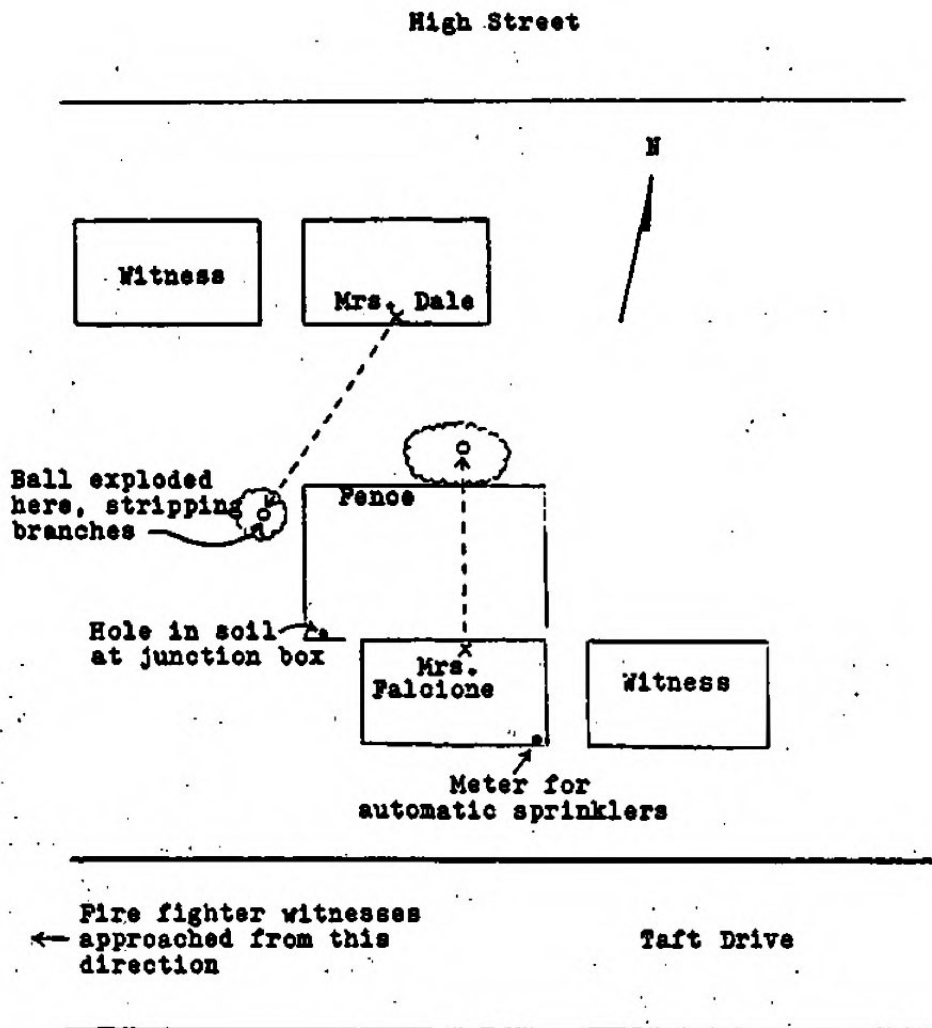 High Street
N
Witness
Mrs. Dale
Ball exploded
here, stripping
branches
Fence
Hole in soil
at junction box
Mrs.
Falcione
Witness
Meter for
automatic sprinklers
Fire fighter witnesses
approached from this
direction
Taft Drive